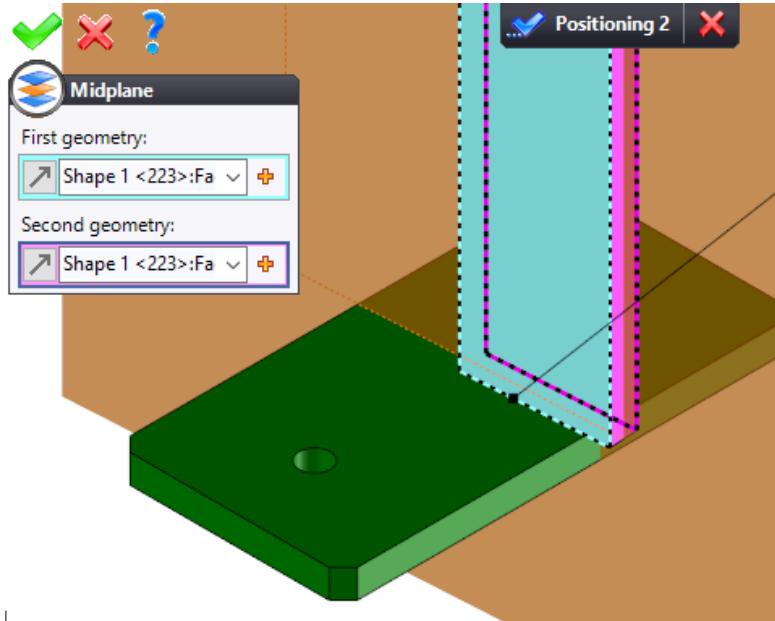 Positioning 2
Midplane
First geometry:
Shape 1 <223>:Fa
Second geometry:
Shape 1 <223>:Fa